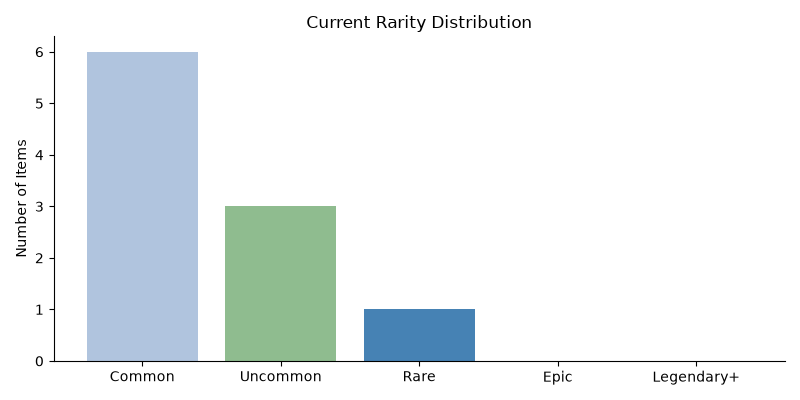 Current Rarity Distribution
Number of Items
6
5
4
3
2
1
0
Common Uncommon Rare Epic Legendary+